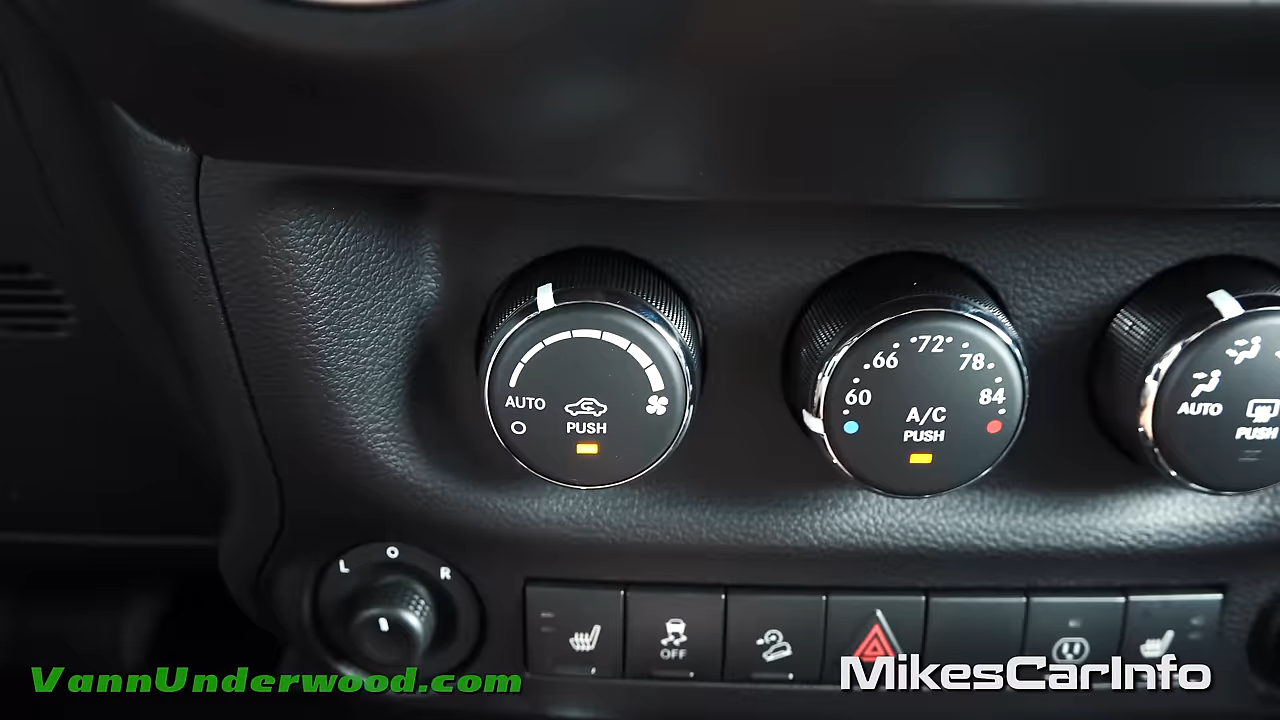 72
66 78
60 84
AUTO
PUSH
A/C
PUSH
AUTO
PUSH
L O R
OFF
VannUnderwood.com
MikesCarInfo